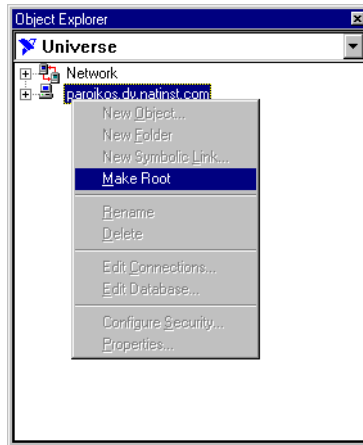 Object Explorer
Universe
Network
paroikos.dv.natinst.com
New Object...
New Folder
New Symbolic Link...
Make Root
Rename
Delete
Edit Connections...
Edit Database...
Configure Security...
Properties...